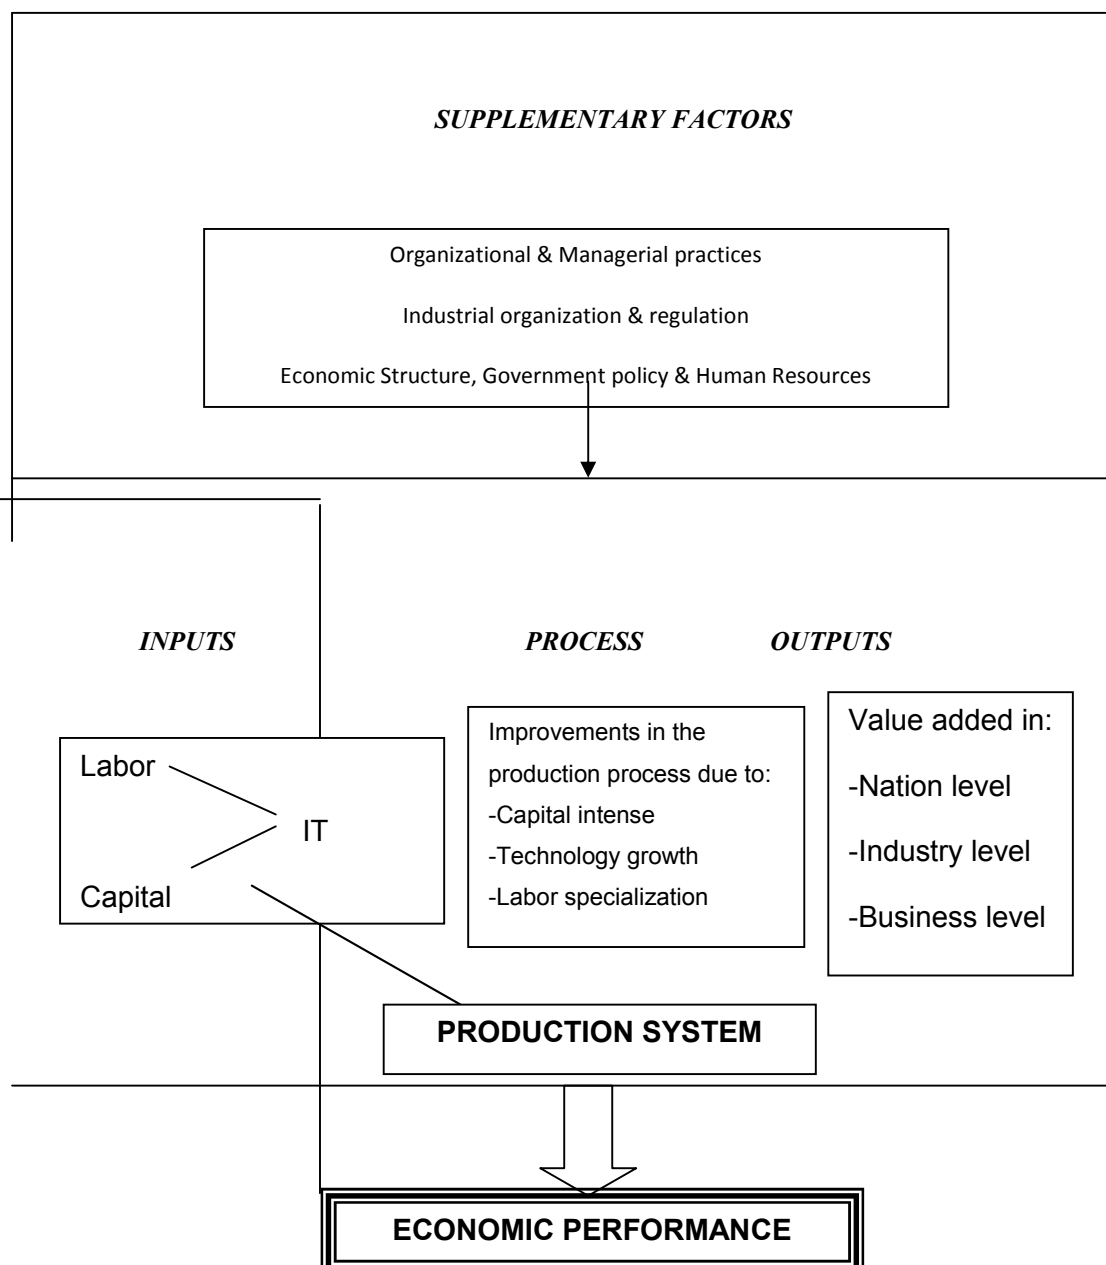 SUPPLEMENTARY FACTORS
Organizational & Managerial practices
Industrial organization & regulation
Economic Structure, Government policy & Human Resources
INPUTS
PROCESS
OUTPUTS
Labor
IT
Capital
Improvements in the
production process due to:
-Capital intense
-Technology growth
-Labor specialization
Value added in:
-Nation level
-Industry level
-Business level
PRODUCTION SYSTEM
ECONOMIC PERFORMANCE